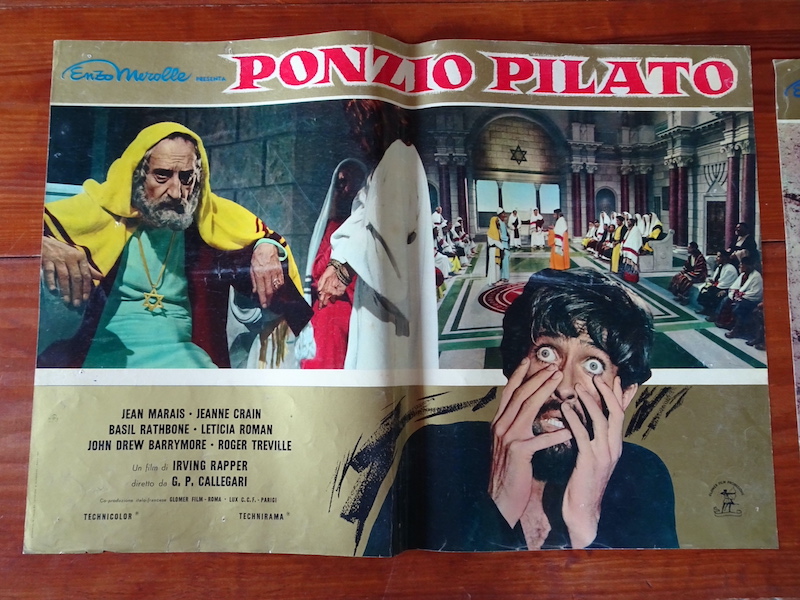 Enzo Merolle PRESENTA PONZIO PILATO
JEAN MARAIS - JEANNE CRAIN
BASIL RATHBONE - LETICIA ROMAN
JOHN DREW BARRYMORE - ROGER TREVILLE
Un film di IRVING RAPPER
diretto da G. P. CALLEGARI
GLOMER FILM - ROMA - LUX C.C.F. - PARIGI
TECHNICOLOR® TECHNIRAMA®